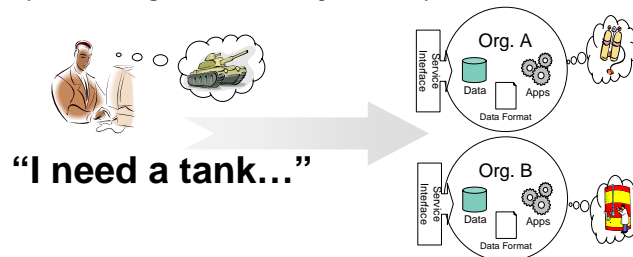 “I need a tank…”
Org. A
Service
Interface
Data
Apps
Data Format
Org. B
Service
Interface
Data
Apps
Data Format